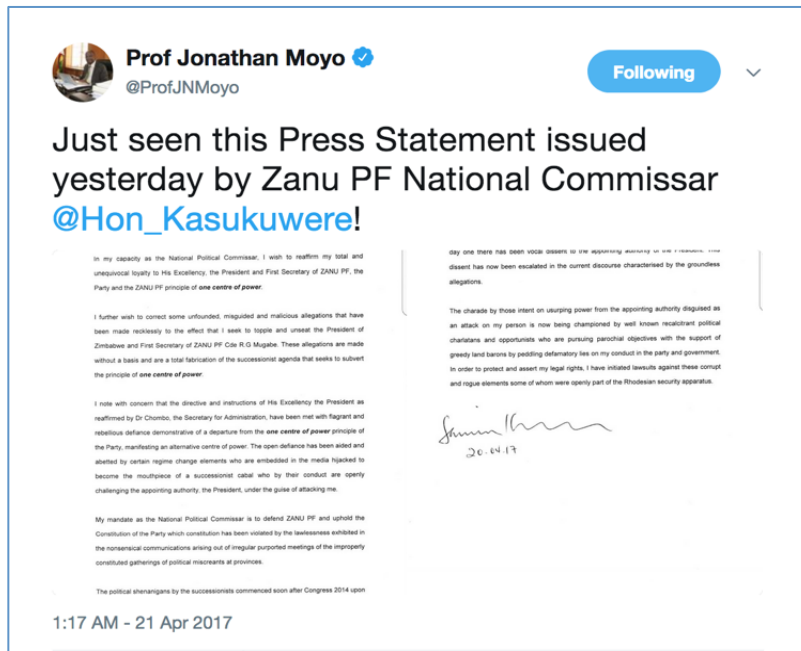 Prof Jonathan Moyo
@ProfJNMoyo
Following
Just seen this Press Statement issued
yesterday by Zanu PF National Commissar
@Hon_Kasukuwere!
In my capacity as the National Political Commissar, I wish to reaffirm my total and
unequivocal loyalty to His Excellency, the President and First Secretary of ZANU PF, the
Party and the ZANU PF principle of one centre of power.
I further wish to correct some unfounded, misguided and malicious allegations that have
been made recklessly to the effect that I seek to topple and unseat the President of
Zimbabwe and First Secretary of ZANU PF Cde R.G Mugabe. These allegations are made
without a basis and are a total fabrication of the successionist agenda that seeks to subvert
the principle of one centre of power.
I note with concern that the directive and instructions of His Excellency the President as
reaffirmed by Dr Chombo, the Secretary for Administration, have been met with flagrant and
rebellious defiance demonstrative of a departure from the one centre of power principle of
the Party, manifesting an alternative centre of power. The open defiance has been aided and
abetted by certain regime change elements who are embedded in the media hijacked to
become the mouthpiece of a successionist cabal who by their conduct are openly
challenging the appointing authority, the President, under the guise of attacking me.
My mandate as the National Political Commissar is to defend ZANU PF and uphold the
Constitution of the Party which constitution has been violated by the lawlessness exhibited in
the nonsensical communications arising out of irregular purported meetings of the improperly
constituted gatherings of political miscreants at provinces.
The political shenanigans by the successionists commenced soon after Congress 2014 upon
day one there has been vocal dissent to the appointing authority of the President. This
dissent has now been escalated in the current discourse characterised by the groundless
allegations.
The charade by those intent on usurping power from the appointing authority disguised as
an attack on my person is now being championed by well known recalcitrant political
charlatans and opportunists who are pursuing parochial objectives with the support of
greedy land barons by peddling defamatory lies on my conduct in the party and government.
In order to protect and assert my legal rights, I have initiated lawsuits against these corrupt
and rogue elements some of whom were openly part of the Rhodesian security apparatus.
20.04.17
1:17 AM - 21 Apr 2017